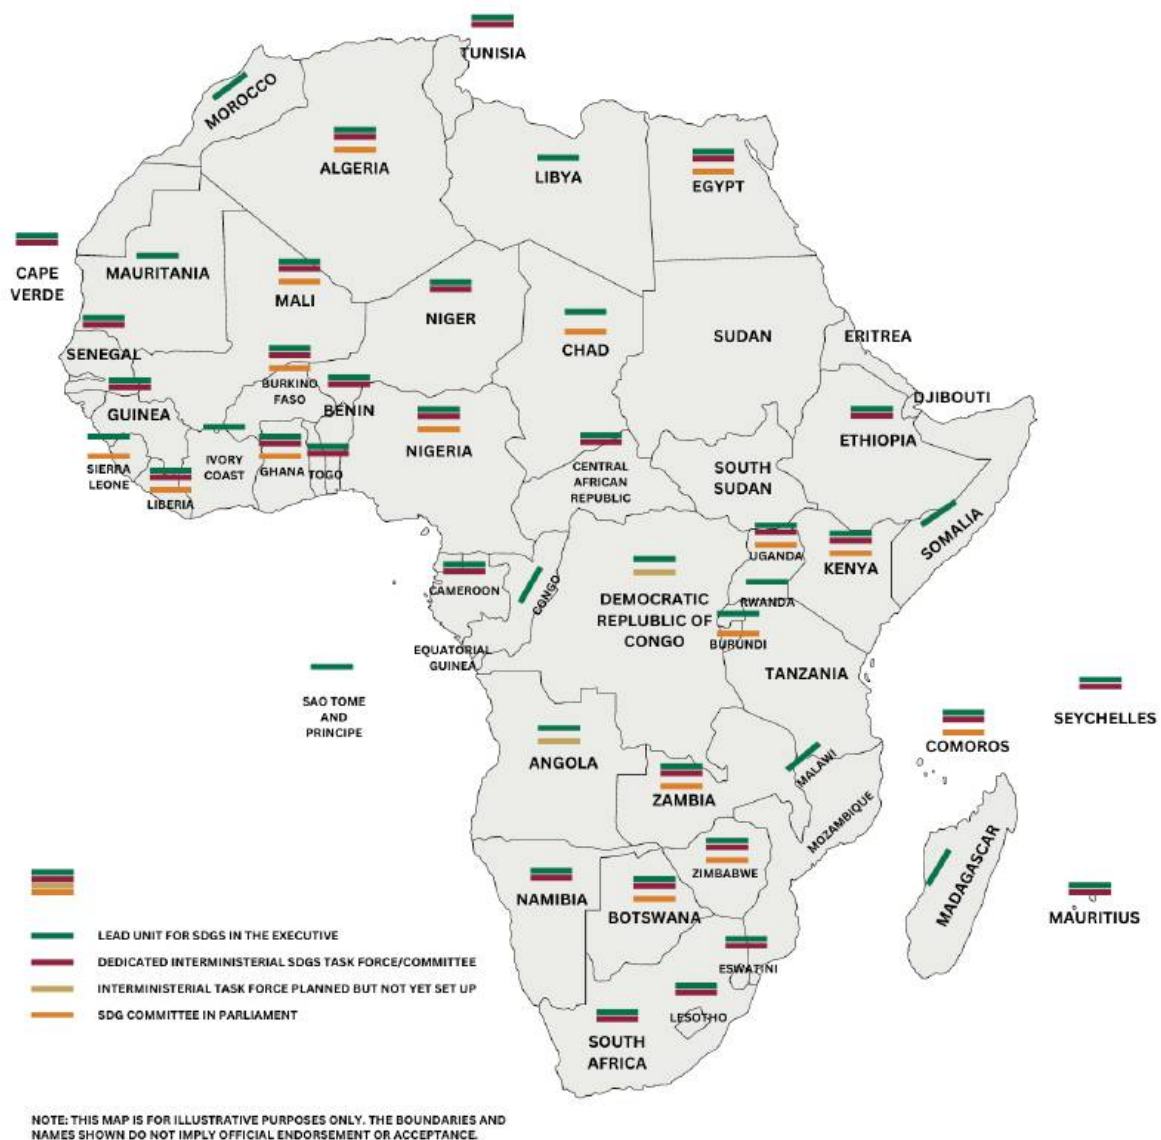 TUNISIA
MOROCCO
ALGERIA
LIBYA
EGYPT
CAPE
VERDE
MAURITANIA
MALI
NIGER
CHAD
SUDAN
ERITREA
SENEGAL
BURKINO
FASO
BENIN
DJIBOUTI
GUINEA
NIGERIA
ETHIOPIA
SIERRA
LEONE
IVORY
COAST
GHANA
TOGO
LIBERIA
CENTRAL
AFRICAN
REPUBLIC
SOUTH
SUDAN
SOMALIA
UGANDA
KENYA
CAMEROON
CONGO
DEMOCRATIC
REPLUBLIC OF
CONGO
RWANDA
BURUNDI
EQUATORIAL
GUINEA
TANZANIA
SAO TOME
AND
PRINCIPE
SEYCHELLES
COMOROS
ANGOLA
MALAWI
ZAMBIA
MOZAMBIQUE
ZIMBABWE
MADAGASCAR
NAMIBIA
BOTSWANA
MAURITIUS
ESWATINI
LESOTHO
SOUTH
AFRICA
LEAD UNIT FOR SDGS IN THE EXECUTIVE
DEDICATED INTERMINISTERIAL SDGS TASK FORCE/COMMITTEE
INTERMINISTERIAL TASK FORCE PLANNED BUT NOT YET SET UP
SDG COMMITTEE IN PARLIAMENT
NOTE: THIS MAP IS FOR ILLUSTRATIVE PURPOSES ONLY. THE BOUNDARIES AND
NAMES SHOWN DO NOT IMPLY OFFICIAL ENDORSEMENT OR ACCEPTANCE.